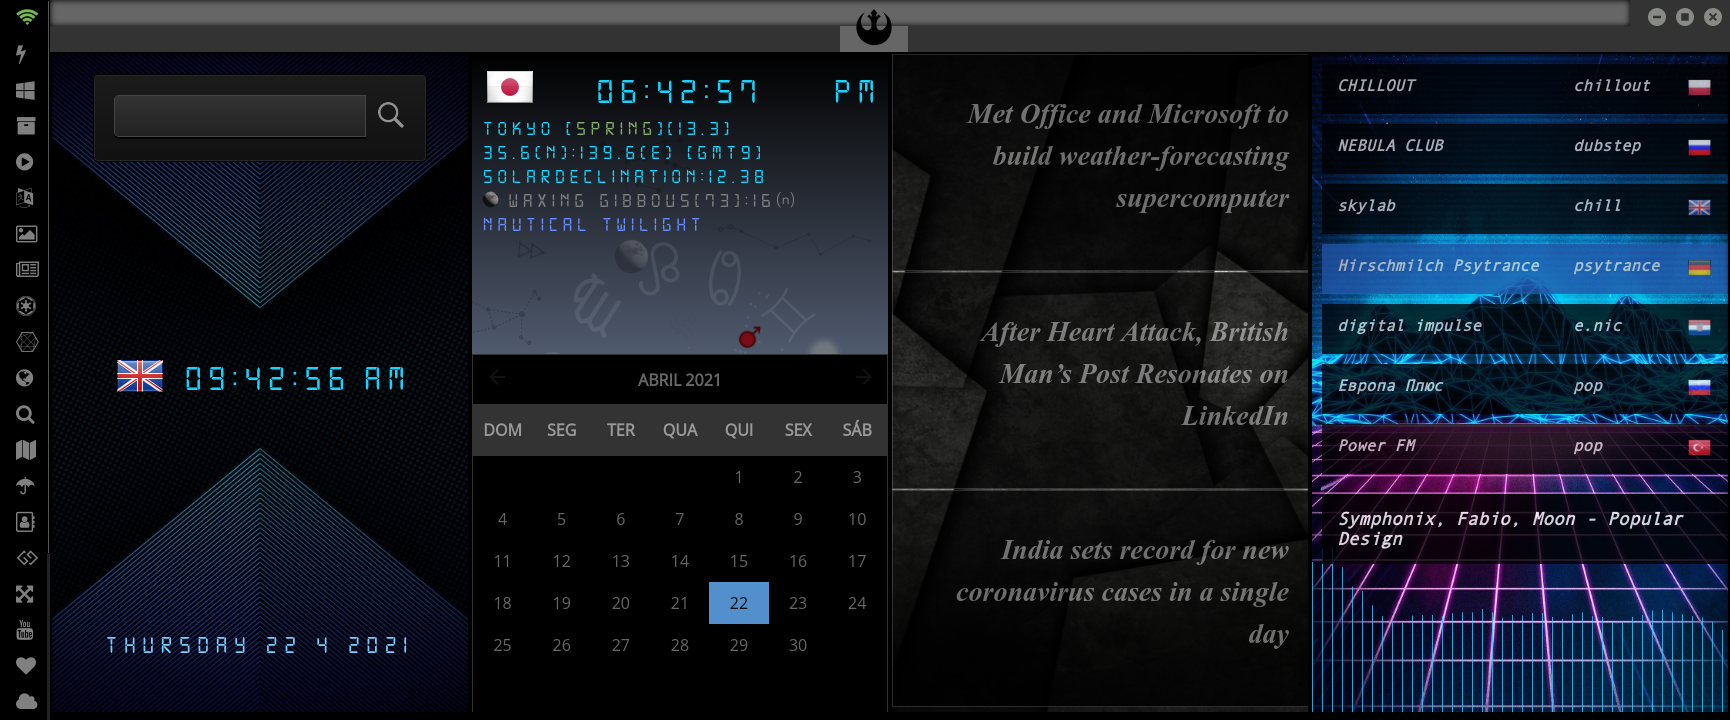 09:42:56 AM
THURSDAY 22 4 2021
06:42:57 PM
TOKYO [SPRING][13.3]
35.6(N):139.6(E) [GMT9]
SOLARDECLINATION:12.38
WAXING GIBBOUS[73]:16(n)
NAUTICAL TWILIGHT
ABRIL 2021
DOM SEG TER QUA QUI SEX SÁB
1 2 3
4 5 6 7 8 9 10
11 12 13 14 15 16 17
18 19 20 21 22 23 24
25 26 27 28 29 30
Met Office and Microsoft to
build weather-forecasting
supercomputer
After Heart Attack, British
Man’s Post Resonates on
LinkedIn
India sets record for new
coronavirus cases in a single
day
CHILLOUT chillout
NEBULA CLUB dubstep
skylab chill
Hirschmilch Psytrance psytrance
digital impulse e.nic
Европа Плюс pop
Power FM pop
Symphonix, Fabio, Moon - Popular
Design
You
Tube